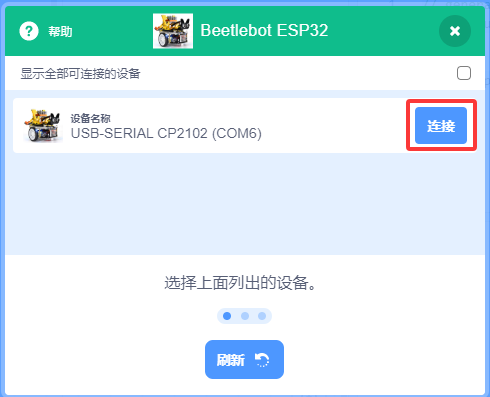 帮助
Beetlebot ESP32
显示全部可连接的设备
设备名称
USB-SERIAL CP2102 (COM6)
连接
选择上面列出的设备。
刷新